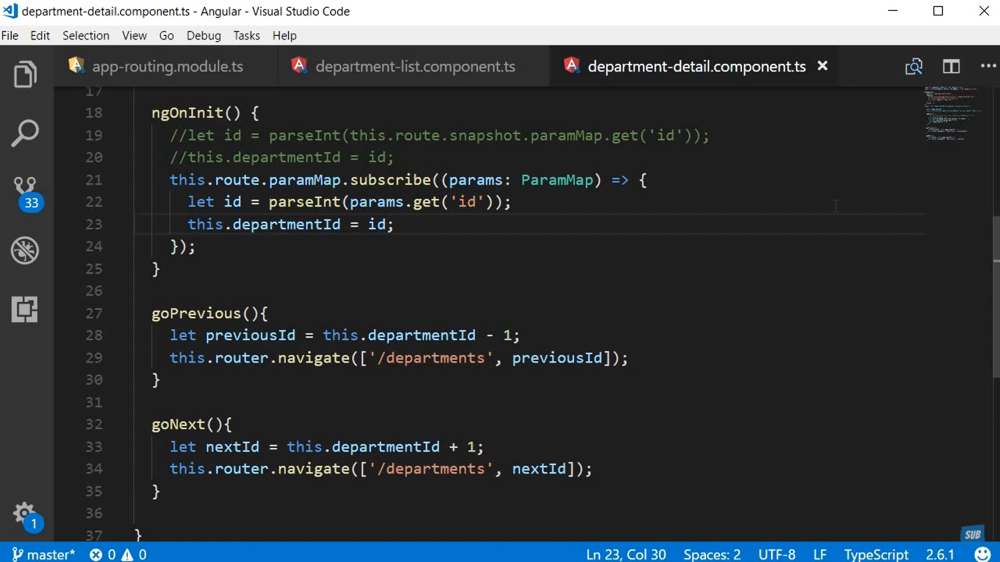 department-detail.component.ts - Angular - Visual Studio Code
File Edit Selection View Go Debug Tasks Help
app-routing.module.ts department-list.component.ts department-detail.component.ts
17
18 ngOnInit() {
19 //let id = parseInt(this.route.snapshot.paramMap.get('id'));
20 //this.departmentId = id;
21 this.route.paramMap.subscribe((params: ParamMap) => {
22 let id = parseInt(params.get('id'));
23 this.departmentId = id;
24 });
25 }
26
27 goPrevious(){
28 let previousId = this.departmentId - 1;
29 this.router.navigate(['/departments', previousId]);
30 }
31
32 goNext(){
33 let nextId = this.departmentId + 1;
34 this.router.navigate(['/departments', nextId]);
35 }
36
37 }
33
1
SUB
master* 0 0 Ln 23, Col 30 Spaces: 2 UTF-8 LF TypeScript 2.6.1